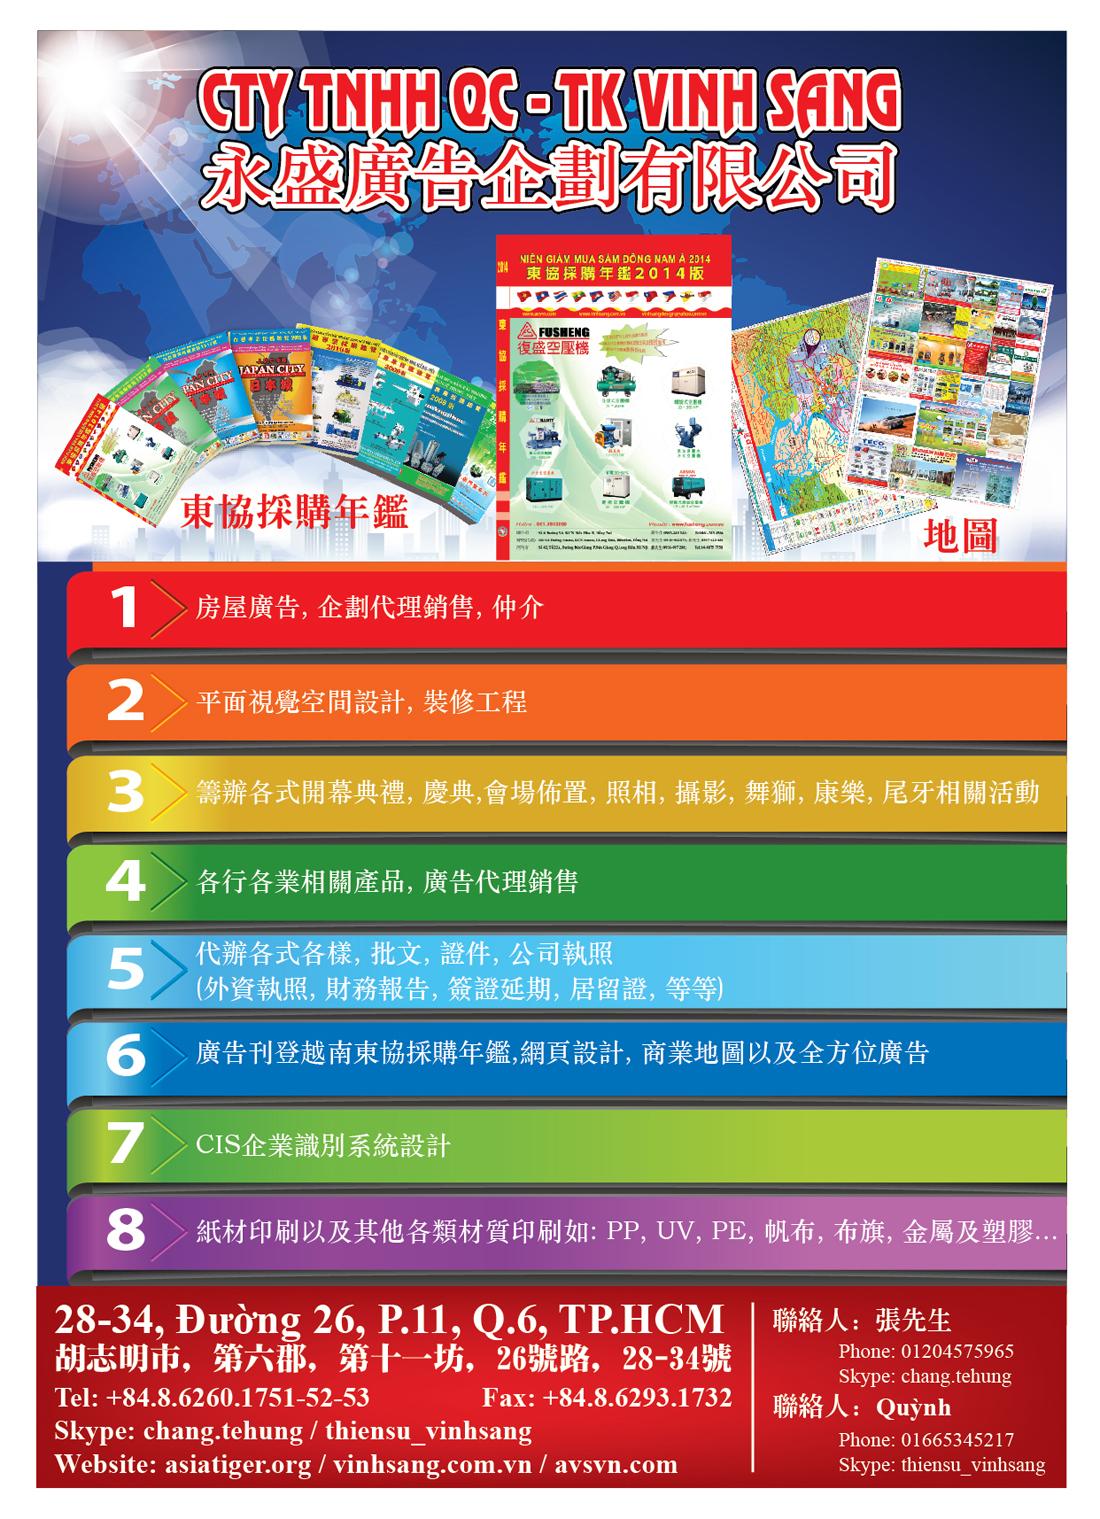 CTY TNHH QC - TK VINH SANG
永盛廣告企劃有限公司
2014
NIÊN GIÁM MUA SẮM ĐÔNG NAM Á 2014
東協採購年鑑2014版
東協採購年鑑
FUSHENG
復盛空壓機
JAPAN CITY
日本城
TECO
東協採購年鑑
地圖
1
房屋廣告, 企劃代理銷售, 仲介
2
平面視覺空間設計, 裝修工程
3
籌辦各式開幕典禮, 慶典,會場佈置, 照相, 攝影, 舞獅, 康樂, 尾牙相關活動
4
各行各業相關產品, 廣告代理銷售
5
代辦各式各樣, 批文, 證件, 公司執照
(外資執照, 財務報告, 簽證延期, 居留證, 等等)
6
廣告刊登越南東協採購年鑑,網頁設計, 商業地圖以及全方位廣告
7
CIS企業識別系統設計
8
紙材印刷以及其他各類材質印刷如: PP, UV, PE, 帆布, 布旗, 金屬及塑膠...
28-34, Đường 26, P.11, Q.6, TP.HCM
胡志明市, 第六郡, 第十一坊, 26號路, 28-34號
Tel: +84.8.6260.1751-52-53 Fax: +84.8.6293.1732
Skype: chang.tehung / thiensu_vinhsang
Website: asiatiger.org / vinhsang.com.vn / avsvn.com
聯絡人: 張先生
Phone: 01204575965
Skype: chang.tehung
聯絡人: Quỳnh
Phone: 01665345217
Skype: thiensu_vinhsang